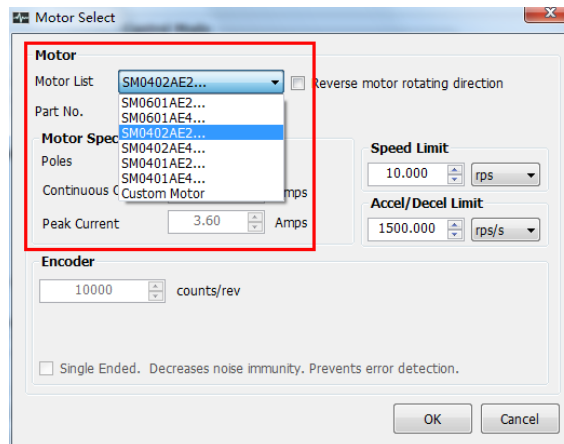 Motor Select
Motor
Motor List SM0402AE2... Reverse motor rotating direction
SM0601AE2...
Part No. SM0601AE4...
SM0402AE2...
Motor Spec SM0402AE4... Speed Limit
Poles SM0401AE2... 10.000 rps
SM0401AE4...
Continuous C Custom Motor mps Accel/Decel Limit
Peak Current 3.60 Amps 1500.000 rps/s
Encoder
10000 counts/rev
Single Ended. Decreases noise immunity. Prevents error detection.
OK Cancel